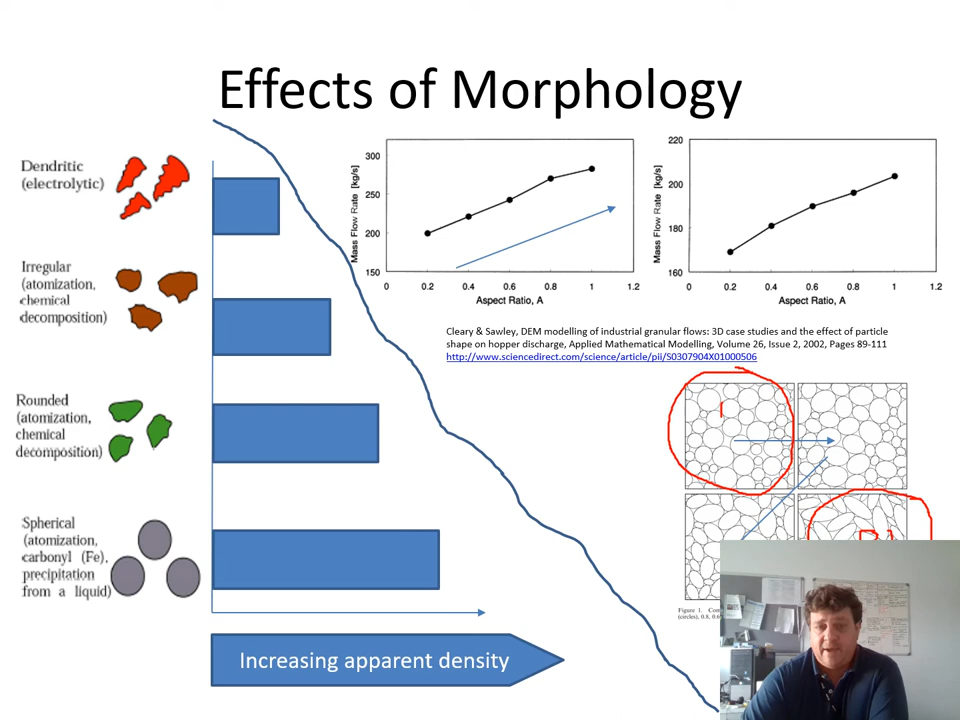 Effects of Morphology
Dendritic
(electrolytic)
Irregular
(atomization,
chemical
decomposition)
Rounded
(atomization,
chemical
decomposition)
Spherical
(atomization,
carbonyl (Fe),
precipitation
from a liquid)
Increasing apparent density
Mass Flow Rate [kg/s]
300
250
200
150
0 0.2 0.4 0.6 0.8 1 1.2
Aspect Ratio, A
Mass Flow Rate [kg/s]
220
200
180
160
0 0.2 0.4 0.6 0.8 1 1.2
Aspect Ratio, A
Cleary & Sawley, DEM modelling of industrial granular flows: 3D case studies and the effect of particle
shape on hopper discharge, Applied Mathematical Modelling, Volume 26, Issue 2, 2002, Pages 89-111
http://www.sciencedirect.com/science/article/pii/S0307904X01000506
Figure 1.
(circles), 0.8,